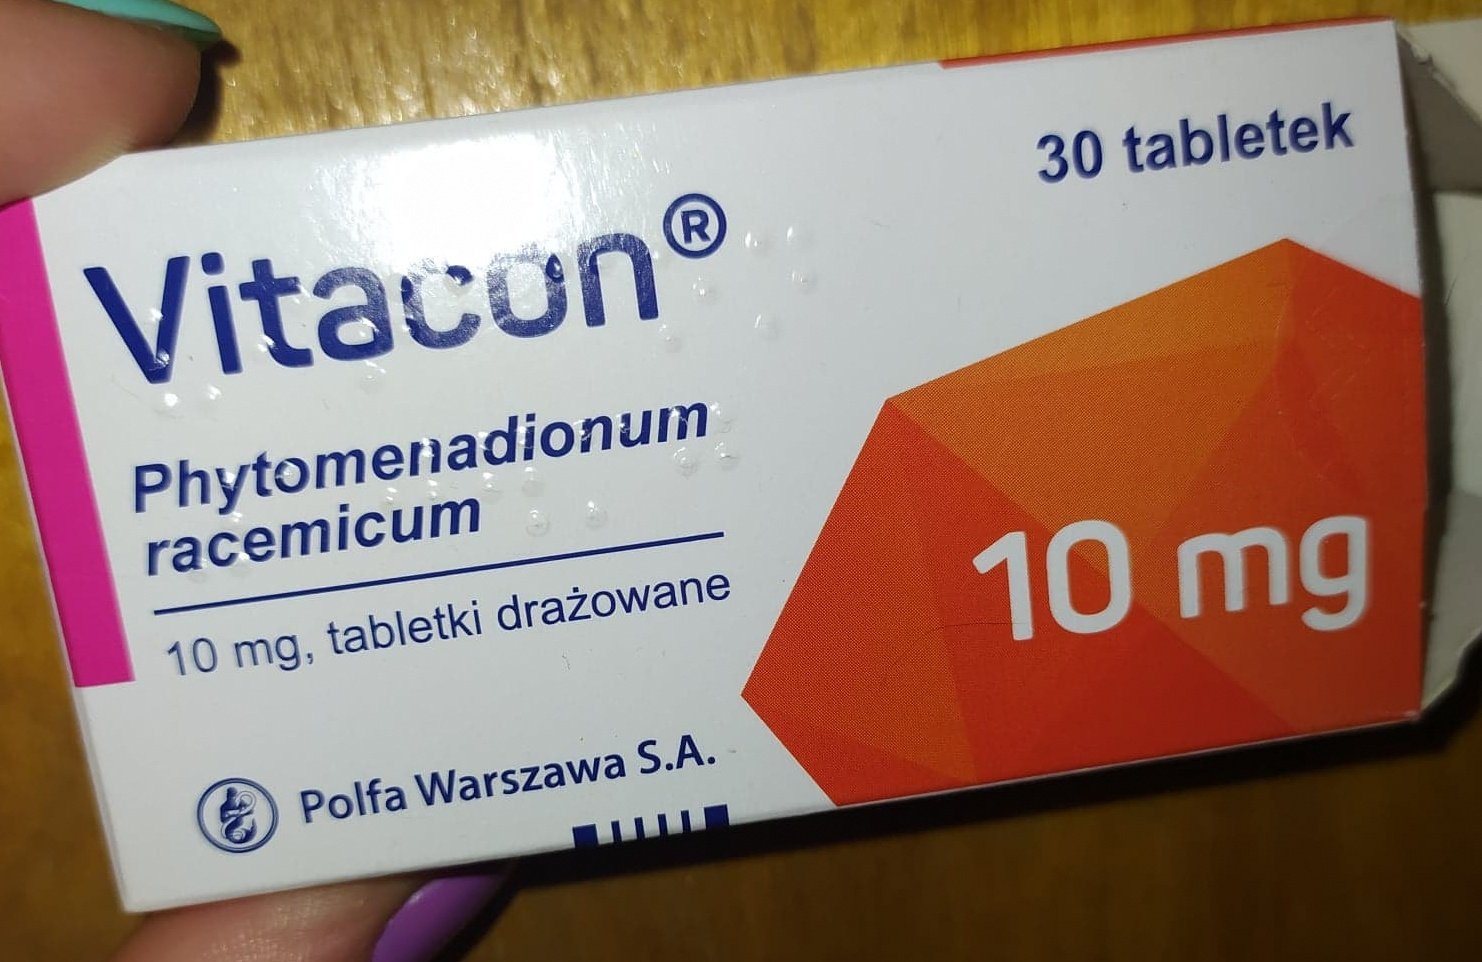 30 tabletek
Vitacon®
Phytomenadionum
racemicum
10 mg, tabletki drażowane
10 mg
Polfa Warszawa S.A.